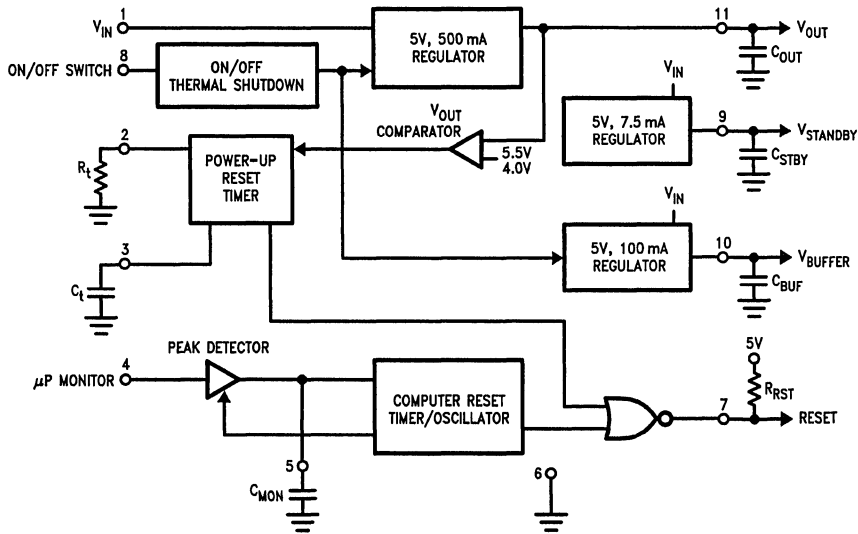 1
V_IN
5V, 500 mA
REGULATOR
11
V_OUT
C_OUT
8
ON/OFF SWITCH
ON/OFF
THERMAL SHUTDOWN
V_IN
V_OUT
COMPARATOR
5V, 7.5 mA
REGULATOR
9
V_STANDBY
C_STBY
5.5V
4.0V
2
R_t
POWER-UP
RESET
TIMER
V_IN
3
C_t
5V, 100 mA
REGULATOR
10
V_BUFFER
C_BUF
PEAK DETECTOR
4
μP MONITOR
COMPUTER RESET
TIMER/OSCILLATOR
5V
R_RST
7
RESET
5
C_MON
6